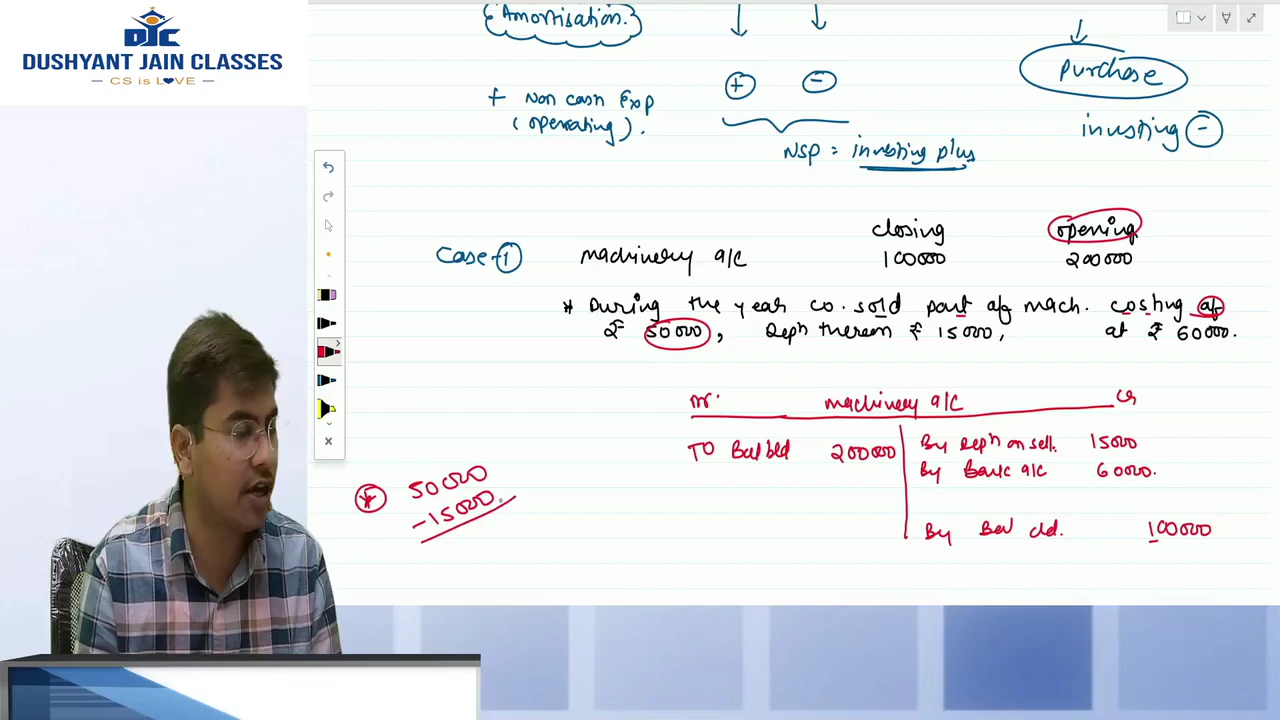 DJC
DUSHYANT JAIN CLASSES
CS is LOVE
Amortisation.
+ Non cash Exp
(operating).
+ -
NSP = investing plus
Purchase
investing -
closing opening
Case-1 machinery a/c 100000 200000
* During the year co. sold part of mach. costing of
₹ 50000, Depn thereon ₹ 15000, at ₹ 60000.
Dr. machinery a/c Cr
TO Bal b/d 200000 By Depn on sell. 15000
By Bank a/c 60000.
* 50000
-15000
By Bal c/d. 100000